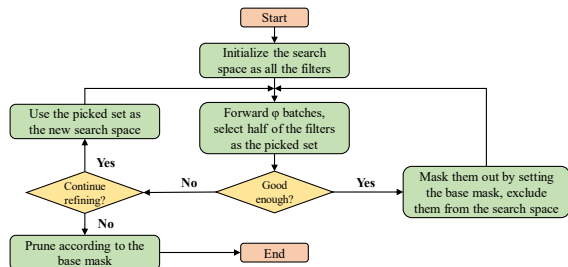 Start
Initialize the search
space as all the filters
Use the picked set as
the new search space
Forward φ batches,
select half of the filters
as the picked set
Yes
Continue
refining?
No
Good
enough?
Yes
Mask them out by setting
the base mask, exclude
them from the search space
No
Prune according to the
base mask
End